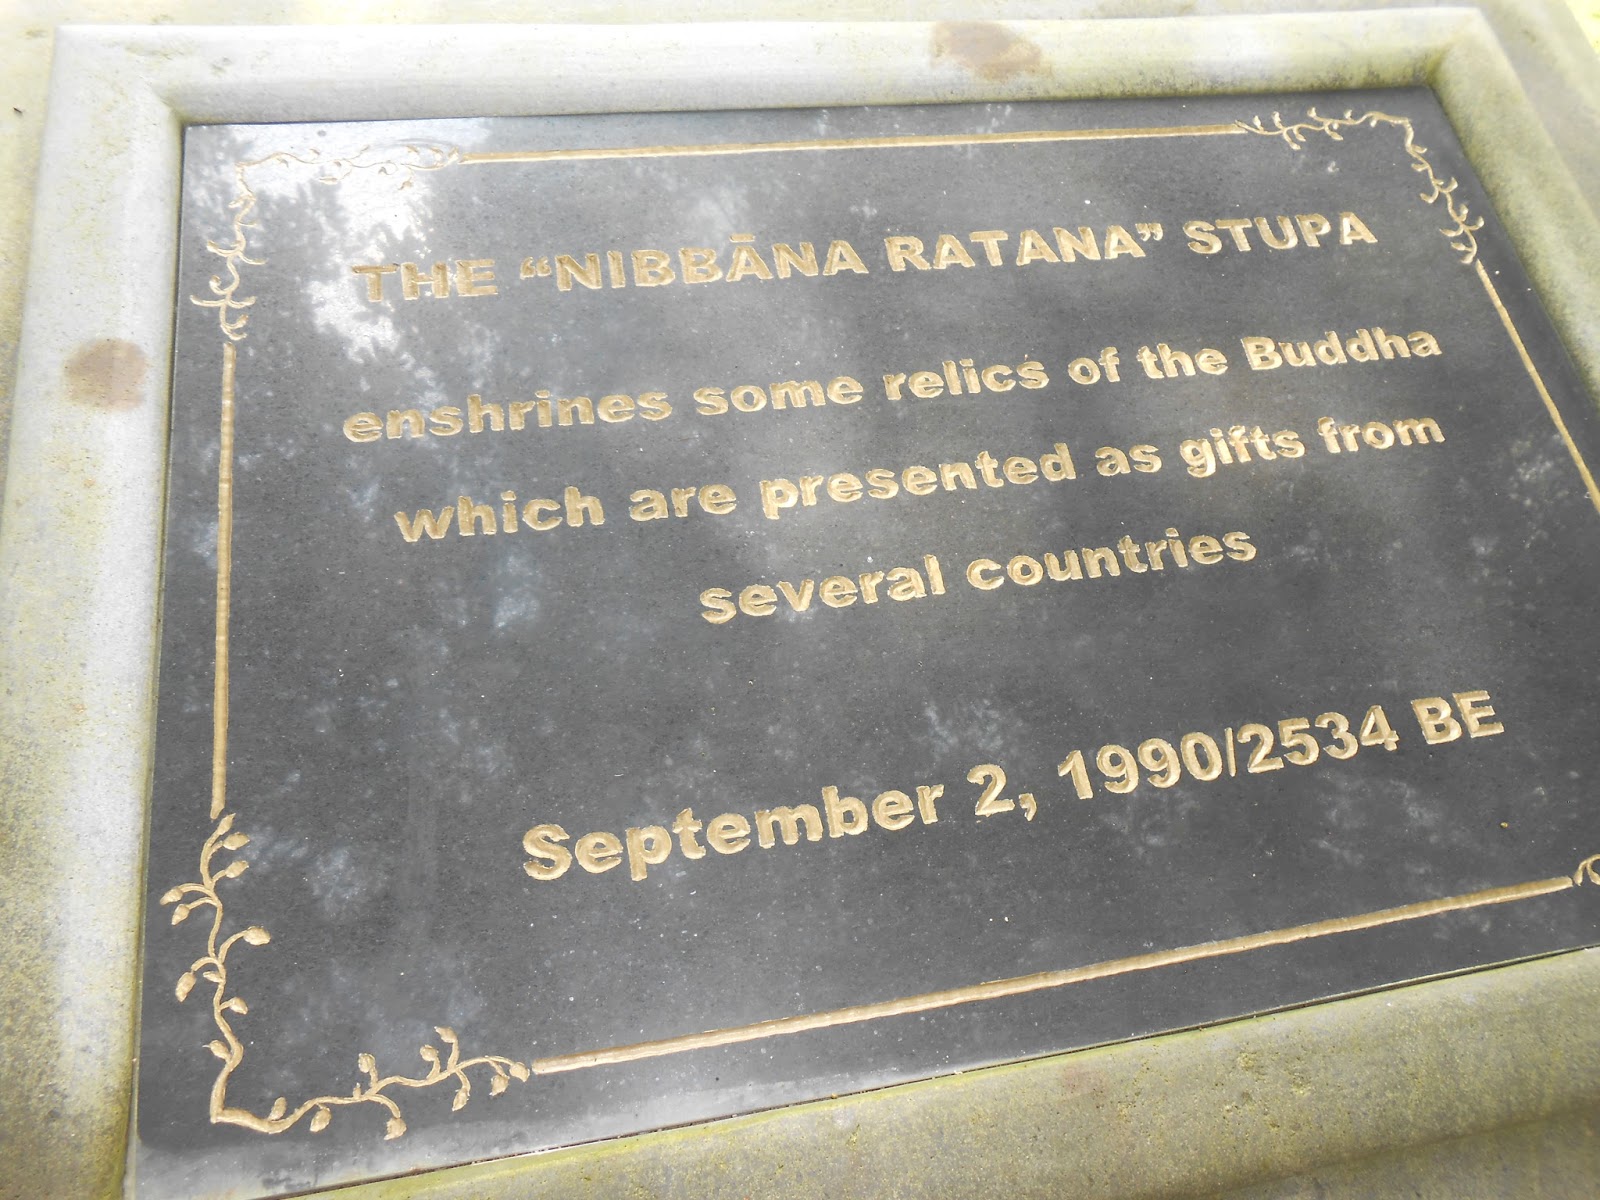 THE “NIBBĀNA RATANA” STUPA
enshrines some relics of the Buddha
which are presented as gifts from
several countries
September 2, 1990/2534 BE